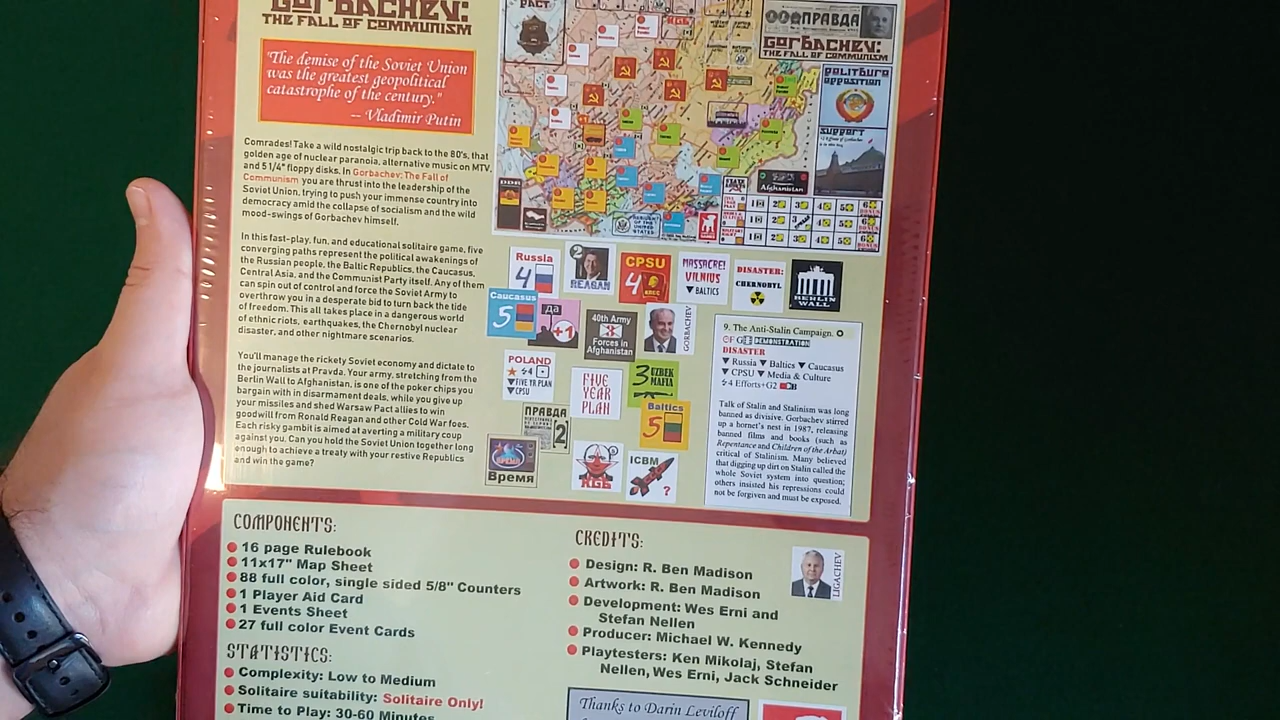 GORBACHEV:
THE FALL OF COMMUNISM
"The demise of the Soviet Union
was the greatest geopolitical
catastrophe of the century."
-- Vladimir Putin
Comrades! Take a wild nostalgic trip back to the 80's, that
golden age of nuclear paranoia, alternative music on MTV,
and 5 1/4" floppy disks. In Gorbachev: The Fall of
Communism you are thrust into the leadership of the
Soviet Union, trying to push your immense country into
democracy amid the collapse of socialism and the wild
mood-swings of Gorbachev himself.
In this fast-play, fun, and educational solitaire game, five
converging paths represent the political awakenings of
the Russian people, the Baltic Republics, the Caucasus,
Central Asia, and the Communist Party itself. Any of them
can spin out of control and force the Soviet Army to
overthrow you in a desperate bid to turn back the tide
of freedom. This all takes place in a dangerous world
of ethnic riots, earthquakes, the Chernobyl nuclear
disaster, and other nightmare scenarios.
You'll manage the rickety Soviet economy and dictate to
the journalists at Pravda. Your army, stretching from the
Berlin Wall to Afghanistan, is one of the poker chips you
bargain with in disarmament deals, while you give up
your missiles and shed Warsaw Pact allies to win
goodwill from Ronald Reagan and other Cold War foes.
Each risky gambit is aimed at averting a military coup
against you. Can you hold the Soviet Union together long
enough to achieve a treaty with your restive Republics
and win the game?
PACT
ПРАВДА
GORBACHEV:
THE FALL OF COMMUNISM
POLITBURO
OPPOSITION
SUPPORT
DDR
Afghanistan
Russia
4
2
REAGAN
CPSU
4
MASSACRE!
VILNIUS
▼ BALTICS
DISASTER:
CHERNOBYL
BERLIN
WALL
Caucasus
5
да
+1
40th Army
3
Forces in
Afghanistan
GORBACHEV
POLAND
★ 4
▼FIVE YR PLAN
▼CPSU
FIVE
YEAR
PLAN
3 UZBEK
MAFIA
Baltics
5
ПРАВДА
2
ВРЕМЯ
Время
KGB
ICBM
?
9. The Anti-Stalin Campaign.
DEMONSTRATION
DISASTER
▼ Russia ▼ Baltics ▼ Caucasus
▼ CPSU ▼ Media & Culture
4 Efforts+G2
Talk of Stalin and Stalinism was long
banned as divisive. Gorbachev stirred
up a hornet's nest in 1987, releasing
banned films and books (such as
Repentance and Children of the Arbat)
critical of Stalinism. Many believed
that digging up dirt on Stalin called the
whole Soviet system into question;
others insisted his repressions could
not be forgiven and must be exposed.
COMPONENTS:
16 page Rulebook
11x17" Map Sheet
88 full color, single sided 5/8" Counters
1 Player Aid Card
1 Events Sheet
27 full color Event Cards
STATISTICS:
Complexity: Low to Medium
Solitaire suitability: Solitaire Only!
Time to Play: 30-60 Minutes
CREDITS:
Design: R. Ben Madison
Artwork: R. Ben Madison
Development: Wes Erni and
Stefan Nellen
Producer: Michael W. Kennedy
Playtesters: Ken Mikolaj, Stefan
Nellen, Wes Erni, Jack Schneider
LIGACHEV
Thanks to Darin Leviloff